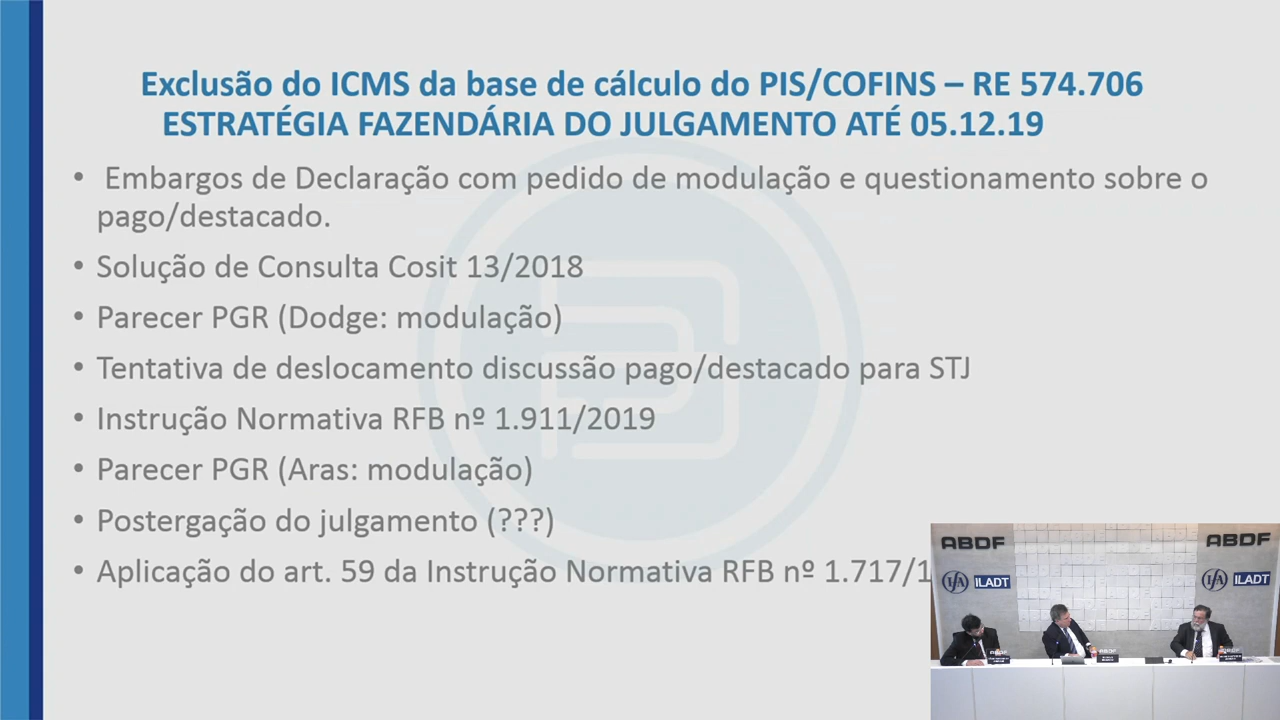 Exclusão do ICMS da base de cálculo do PIS/COFINS – RE 574.706
ESTRATÉGIA FAZENDÁRIA DO JULGAMENTO ATÉ 05.12.19
• Embargos de Declaração com pedido de modulação e questionamento sobre o
pago/destacado.
• Solução de Consulta Cosit 13/2018
• Parecer PGR (Dodge: modulação)
• Tentativa de deslocamento discussão pago/destacado para STJ
• Instrução Normativa RFB nº 1.911/2019
• Parecer PGR (Aras: modulação)
• Postergação do julgamento (???)
• Aplicação do art. 59 da Instrução Normativa RFB nº 1.717/1
ABDF
ABDF
IFA ILADT
IFA ILADT
ABDF
ABDF
ABDF